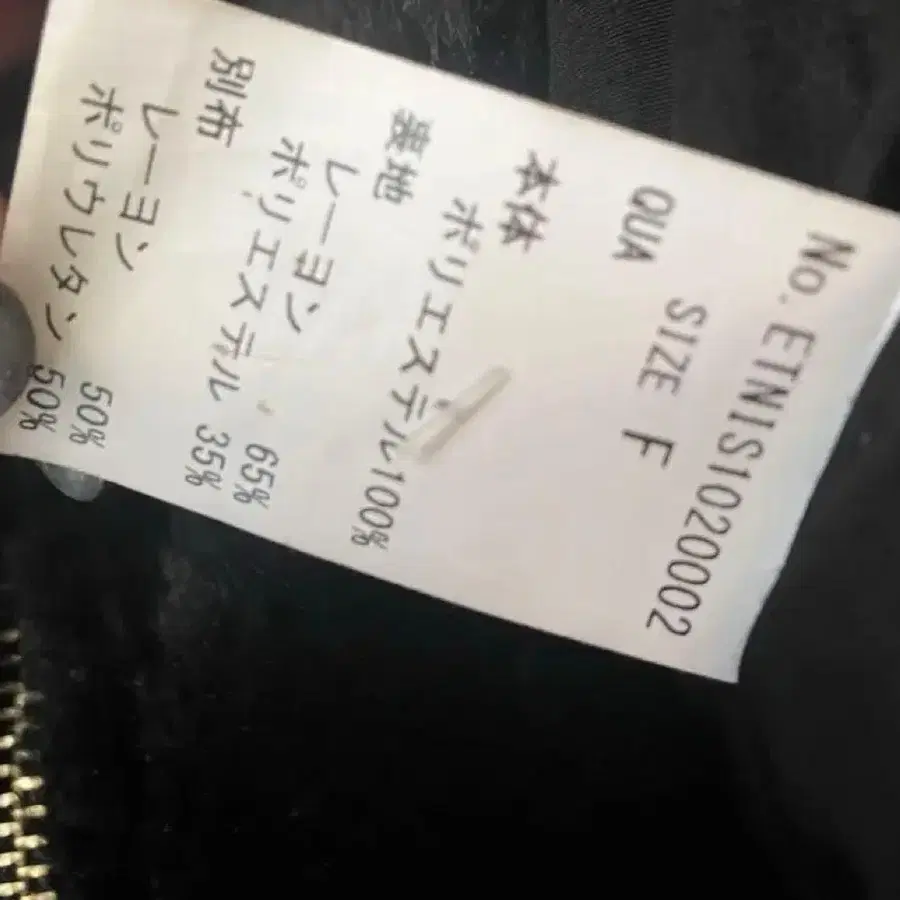 No. ETNIS1020002
QUA SIZE F
本体
ポリエステル100%
裏地
レーヨン 65%
ポリエステル 35%
別布
レーヨン 50%
ポリウレタン 50%